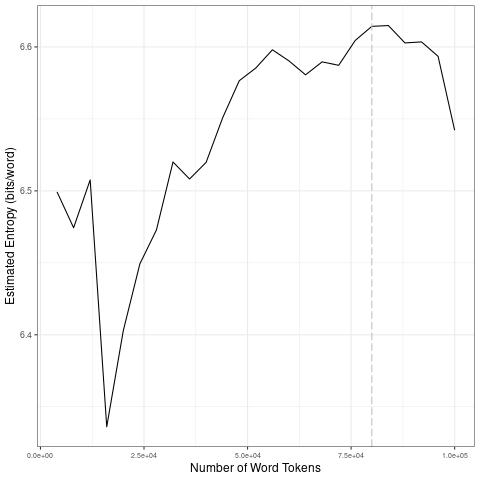 Estimated Entropy (bits/word)
6.6
6.5
6.4
0.0e+00 2.5e+04 5.0e+04 7.5e+04 1.0e+05
Number of Word Tokens